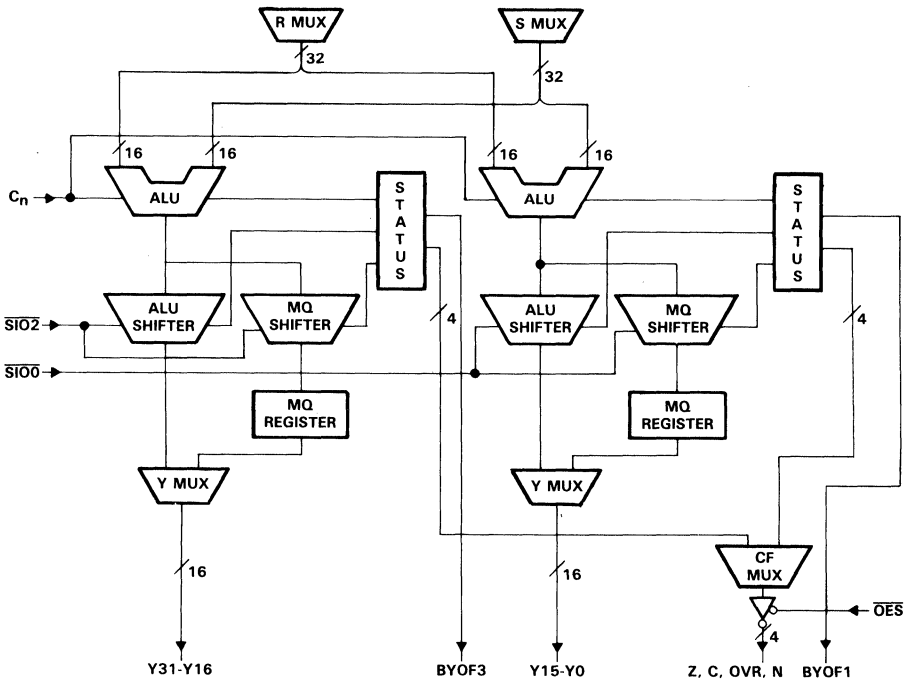 R MUX
S MUX
32
32
16
16
16
16
Cn
ALU
STATUS
ALU
STATUS
SIO2
ALU
SHIFTER
MQ
SHIFTER
4
ALU
SHIFTER
MQ
SHIFTER
4
SIO0
MQ
REGISTER
MQ
REGISTER
Y MUX
Y MUX
16
16
CF
MUX
OES
4
Y31-Y16
BYOF3
Y15-Y0
Z, C, OVR, N
BYOF1